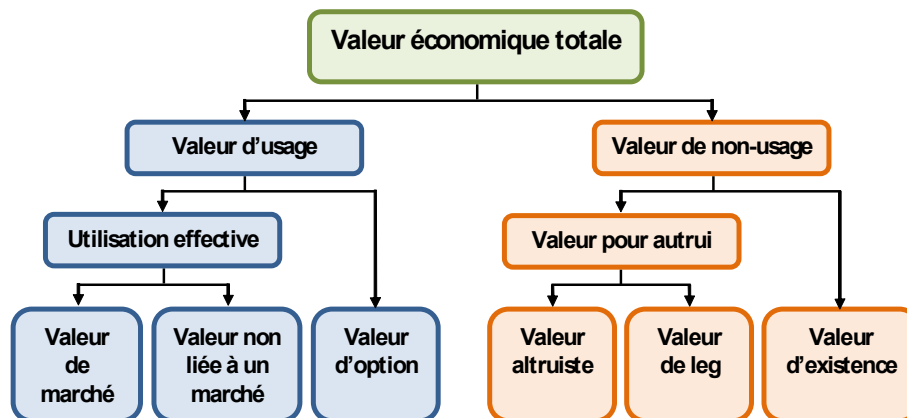 Valeur économique totale
Valeur d'usage
Valeur de non-usage
Utilisation effective
Valeur pour autrui
Valeur
de
marché
Valeur non
liée à un
marché
Valeur
d'option
Valeur
altruiste
Valeur
de leg
Valeur
d'existence